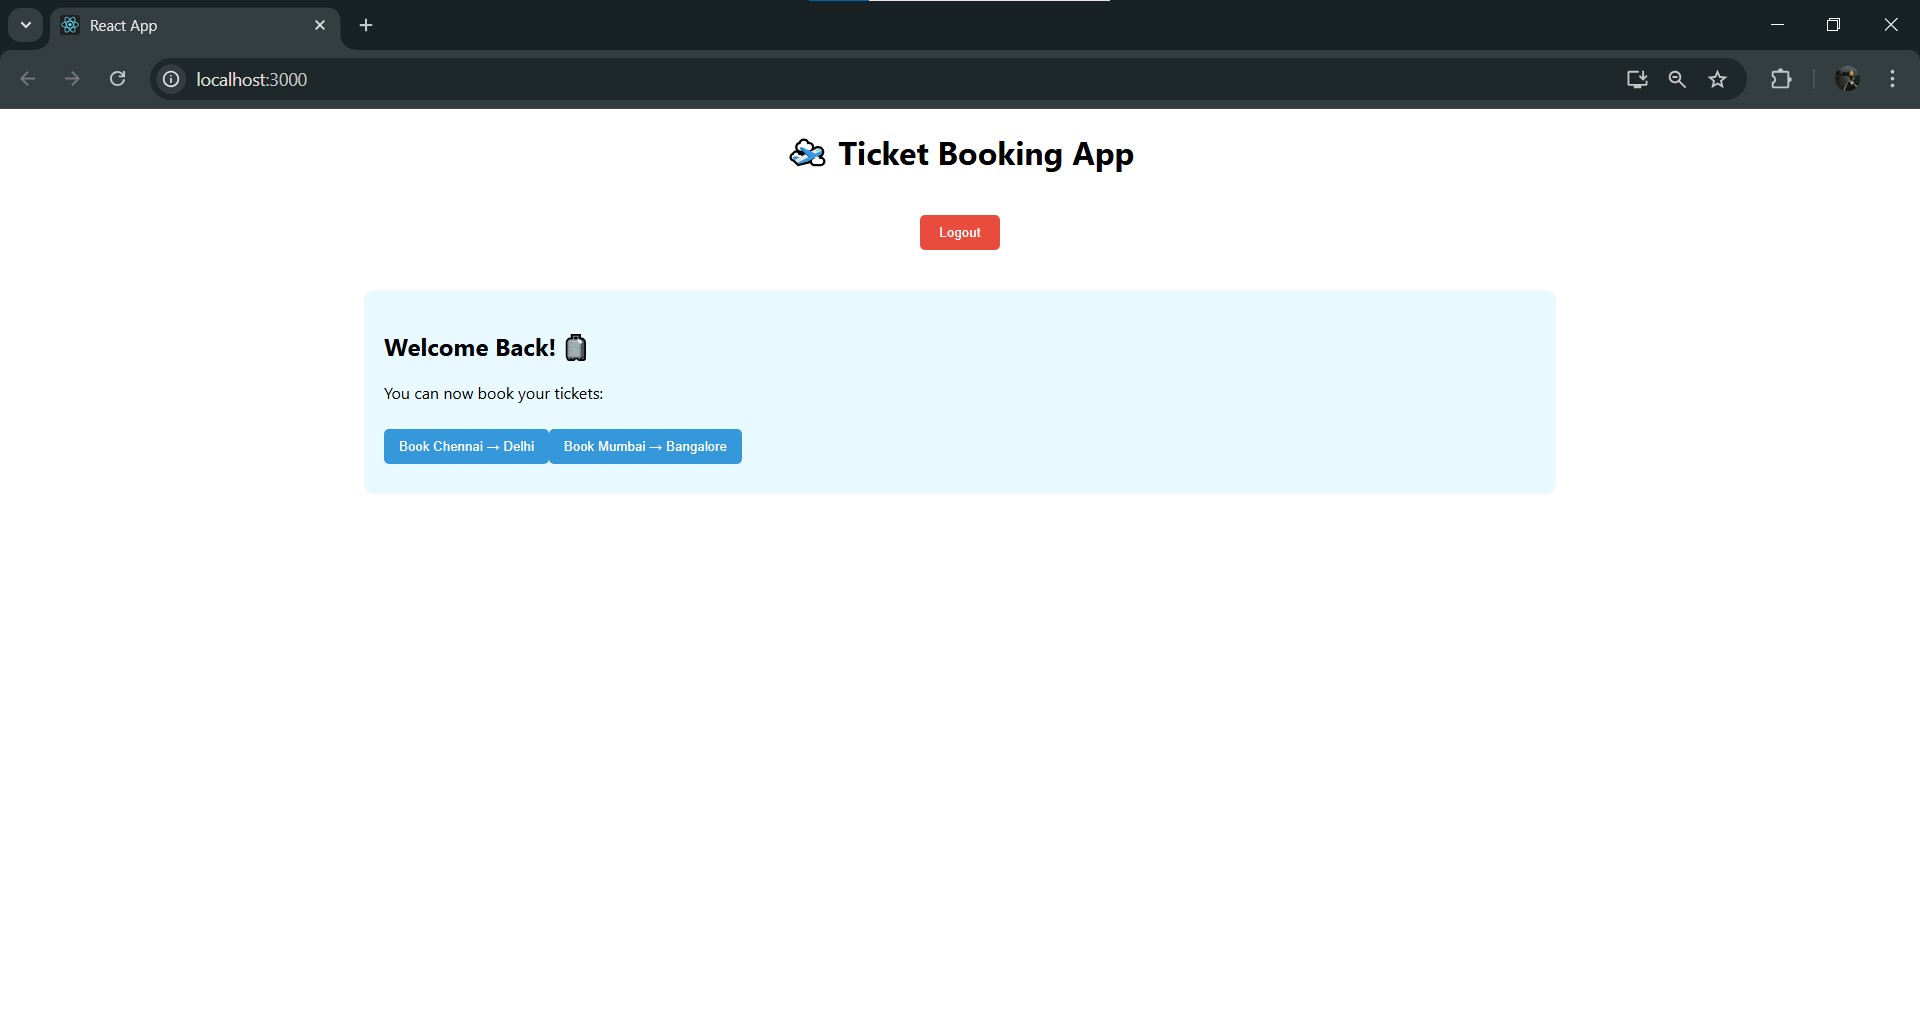 React App
localhost:3000
Ticket Booking App
Logout
Welcome Back!
You can now book your tickets:
Book Chennai → Delhi
Book Mumbai → Bangalore